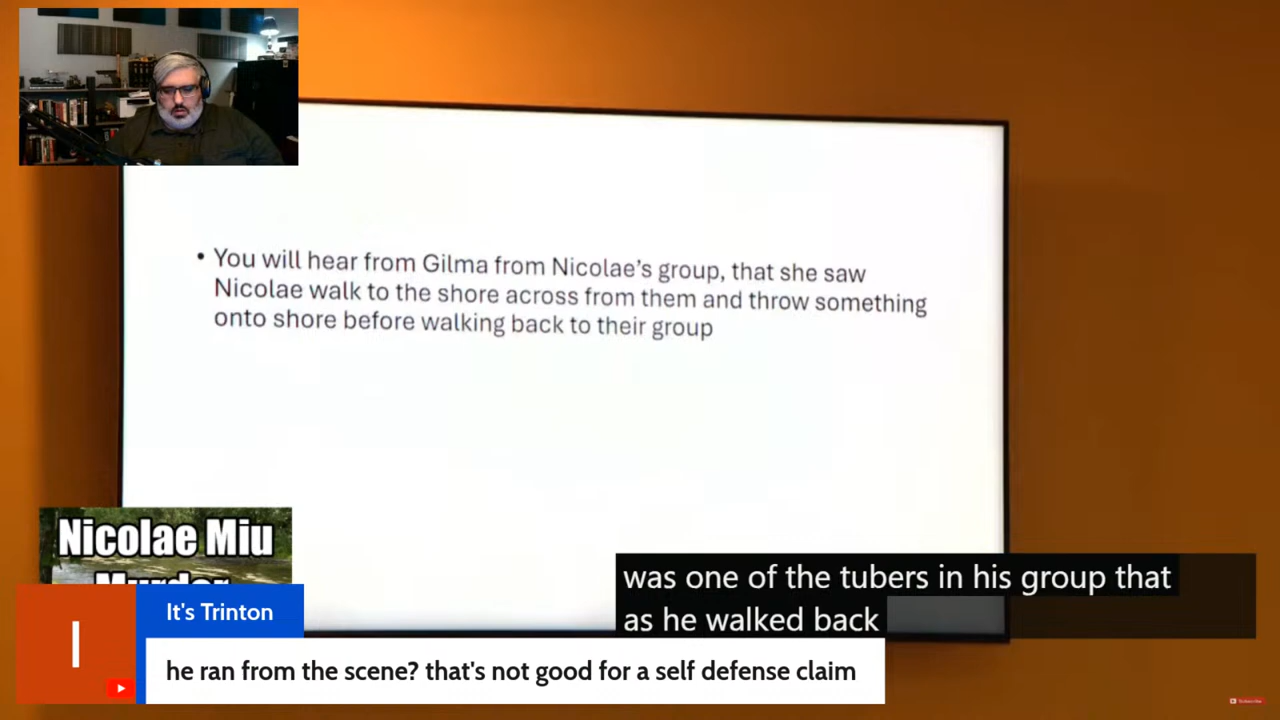 • You will hear from Gilma from Nicolae's group, that she saw
Nicolae walk to the shore across from them and throw something
onto shore before walking back to their group
Nicolae Miu
Murder
was one of the tubers in his group that
as he walked back
I
It's Trinton
he ran from the scene? that's not good for a self defense claim